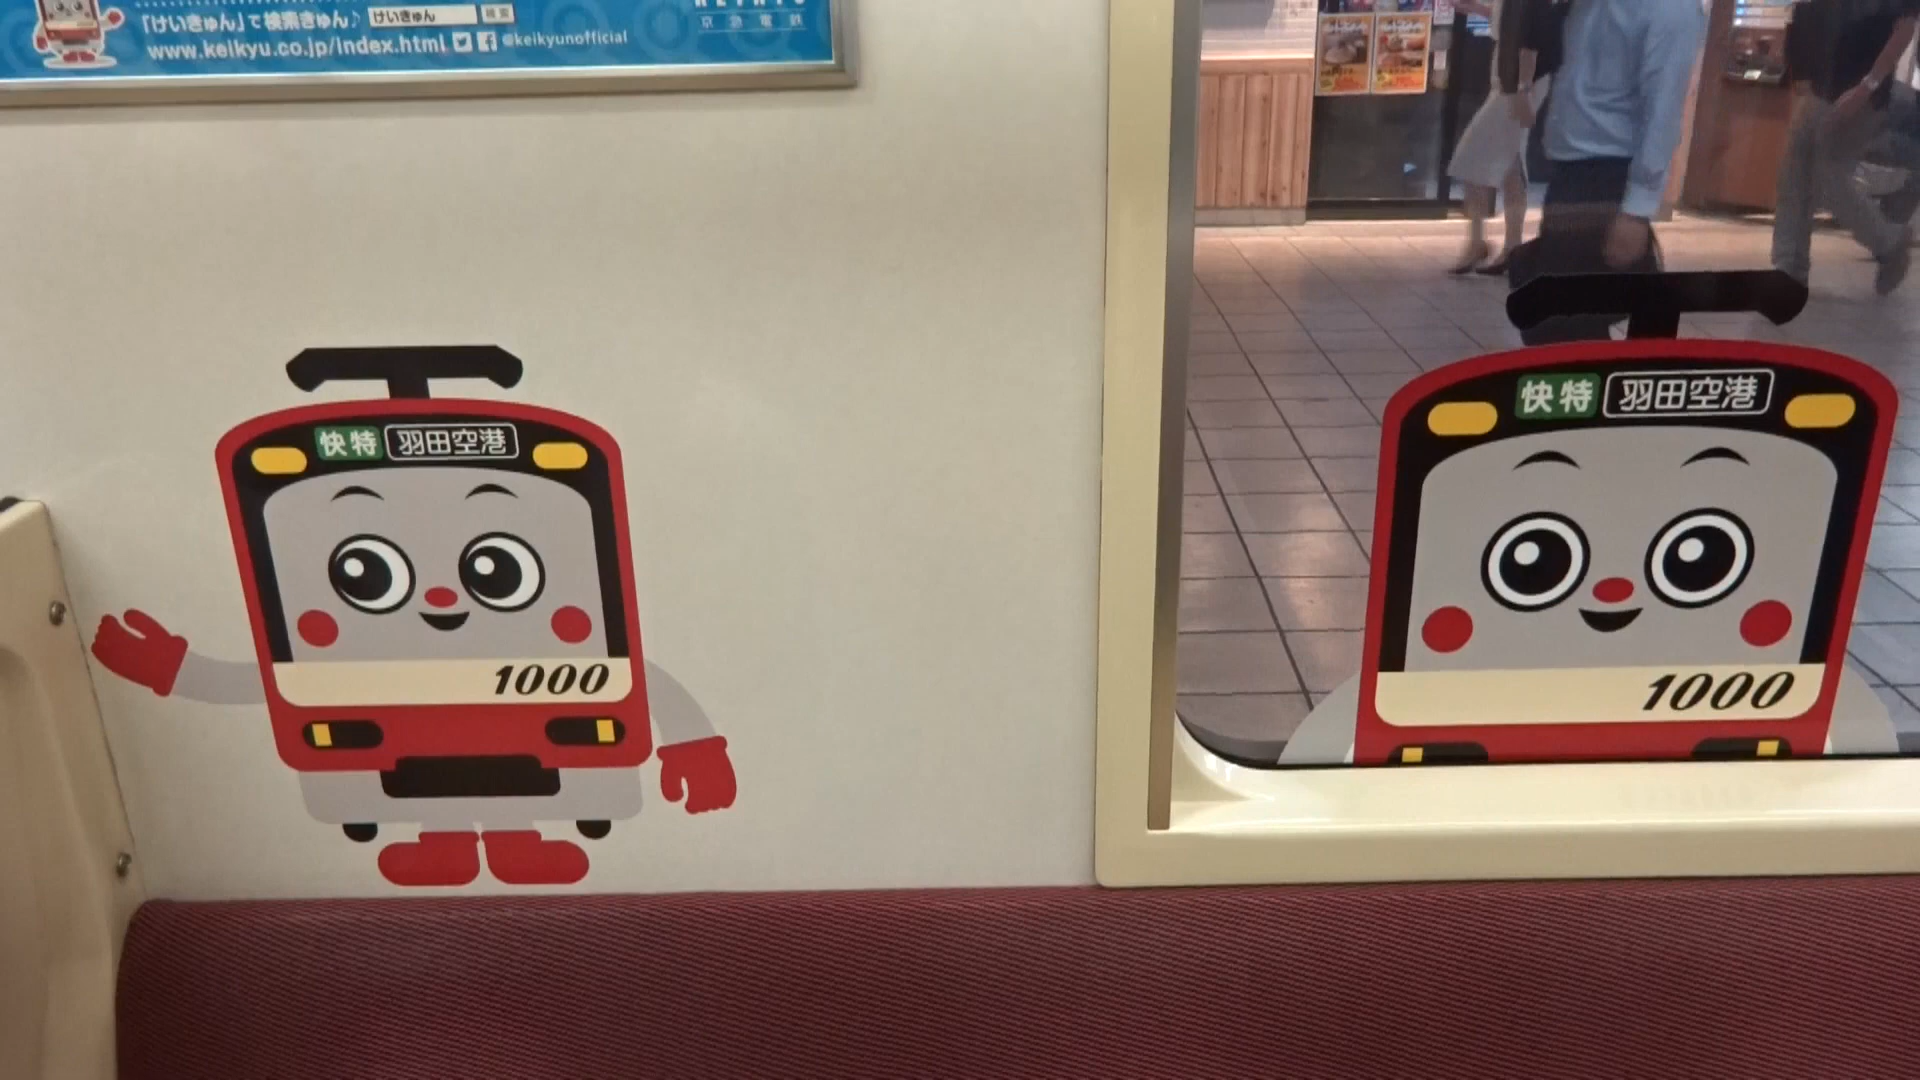 「けいきゅん」で検索きゅん♪ けいきゅん 検索
www.keikyu.co.jp/index.html @keikyunofficial
京急電鉄
快特 羽田空港
1000
快特 羽田空港
1000